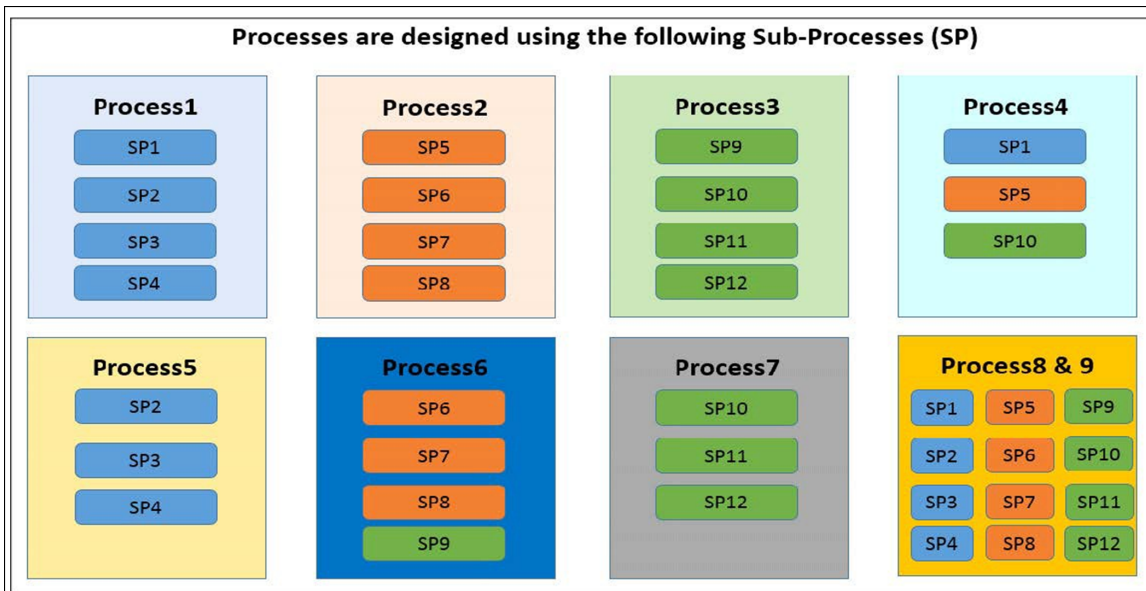 Processes are designed using the following Sub-Processes (SP)
Process1
SP1
SP2
SP3
SP4
Process2
SP5
SP6
SP7
SP8
Process3
SP9
SP10
SP11
SP12
Process4
SP1
SP5
SP10
Process5
SP2
SP3
SP4
Process6
SP6
SP7
SP8
SP9
Process7
SP10
SP11
SP12
Process8 & 9
SP1 SP5 SP9
SP2 SP6 SP10
SP3 SP7 SP11
SP4 SP8 SP12